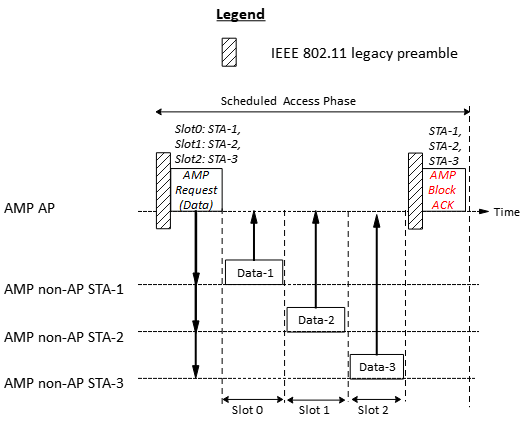 Legend
IEEE 802.11 legacy preamble
Scheduled Access Phase
Slot0: STA-1,
Slot1: STA-2,
Slot2: STA-3
STA-1,
STA-2,
STA-3
AMP
Request
(Data)
AMP
Block
ACK
AMP AP
Time
Data-1
AMP non-AP STA-1
Data-2
AMP non-AP STA-2
Data-3
AMP non-AP STA-3
Slot 0
Slot 1
Slot 2